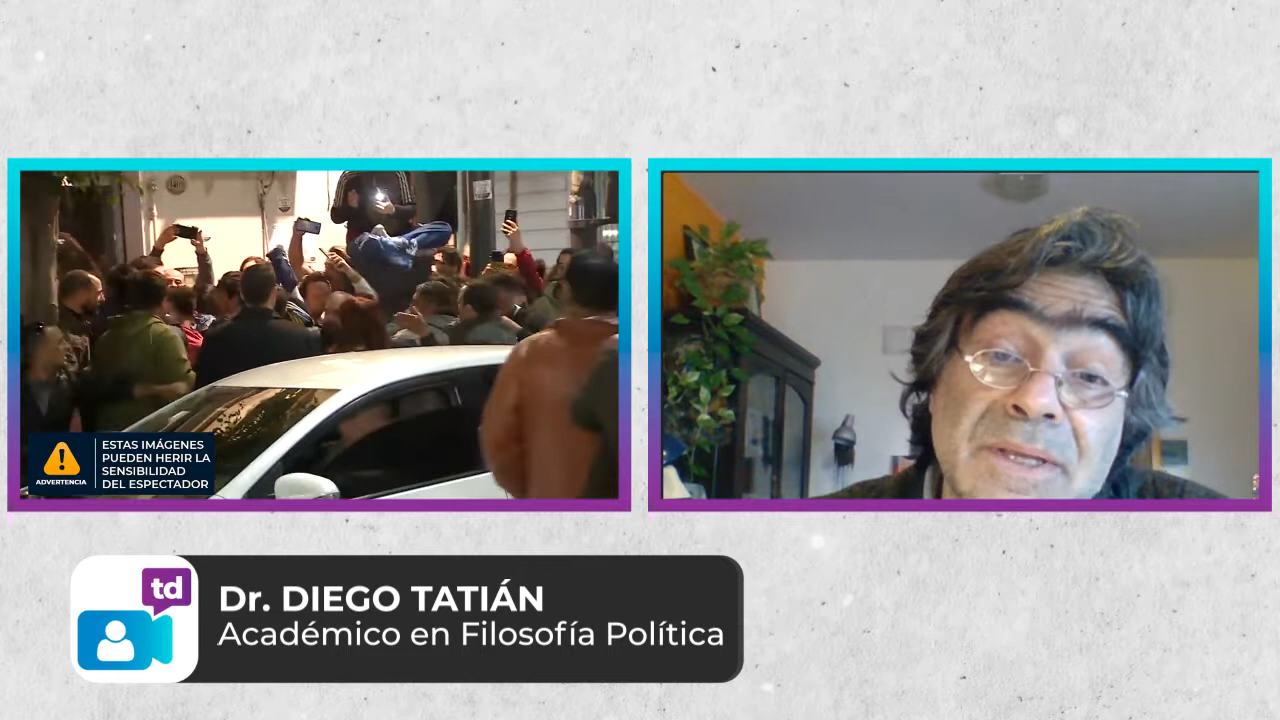 ESTAS IMÁGENES
PUEDEN HERIR LA
SENSIBILIDAD
DEL ESPECTADOR
ADVERTENCIA
td
Dr. DIEGO TATIÁN
Académico en Filosofía Política